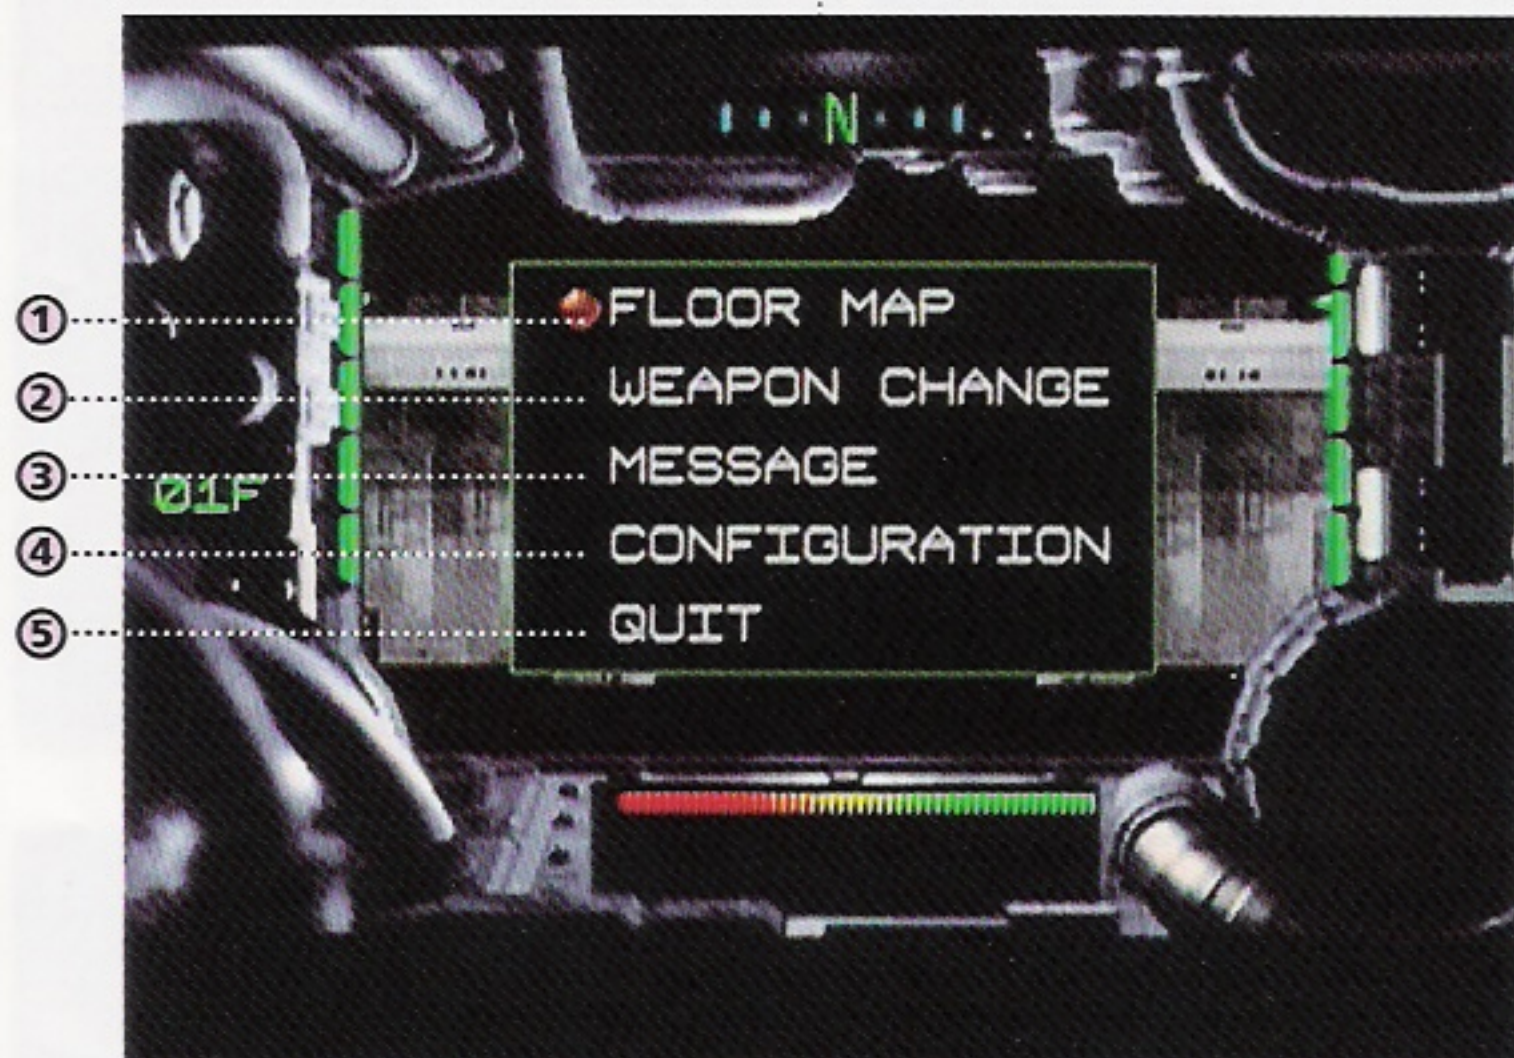 N
① FLOOR MAP
② WEAPON CHANGE
③ MESSAGE
01F
④ CONFIGURATION
⑤ QUIT